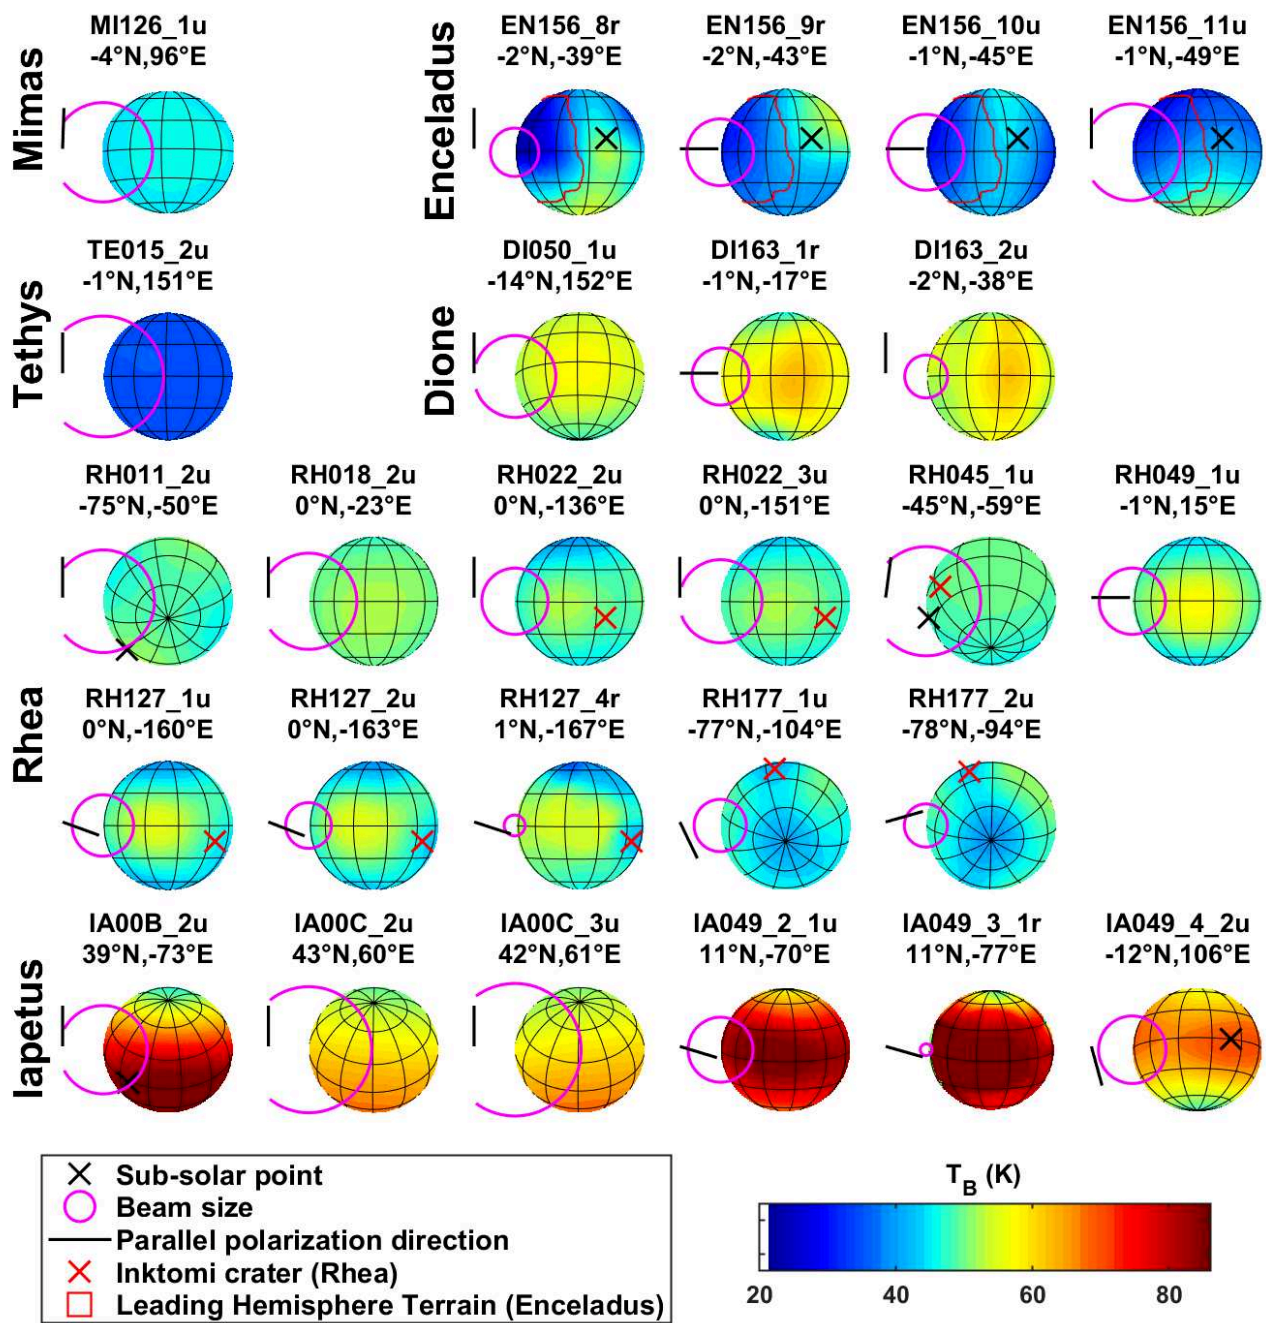 Mimas
MI126_1u
-4°N,96°E
Enceladus
EN156_8r
-2°N,-39°E
EN156_9r
-2°N,-43°E
EN156_10u
-1°N,-45°E
EN156_11u
-1°N,-49°E
Tethys
TE015_2u
-1°N,151°E
Dione
DI050_1u
-14°N,152°E
DI163_1r
-1°N,-17°E
DI163_2u
-2°N,-38°E
Rhea
RH011_2u
-75°N,-50°E
RH018_2u
0°N,-23°E
RH022_2u
0°N,-136°E
RH022_3u
0°N,-151°E
RH045_1u
-45°N,-59°E
RH049_1u
-1°N,15°E
RH127_1u
0°N,-160°E
RH127_2u
0°N,-163°E
RH127_4r
1°N,-167°E
RH177_1u
-77°N,-104°E
RH177_2u
-78°N,-94°E
Iapetus
IA00B_2u
39°N,-73°E
IA00C_2u
43°N,60°E
IA00C_3u
42°N,61°E
IA049_2_1u
11°N,-70°E
IA049_3_1r
11°N,-77°E
IA049_4_2u
-12°N,106°E
Sub-solar point
Beam size
Parallel polarization direction
Inktomi crater (Rhea)
Leading Hemisphere Terrain (Enceladus)
T_B (K)
20 40 60 80